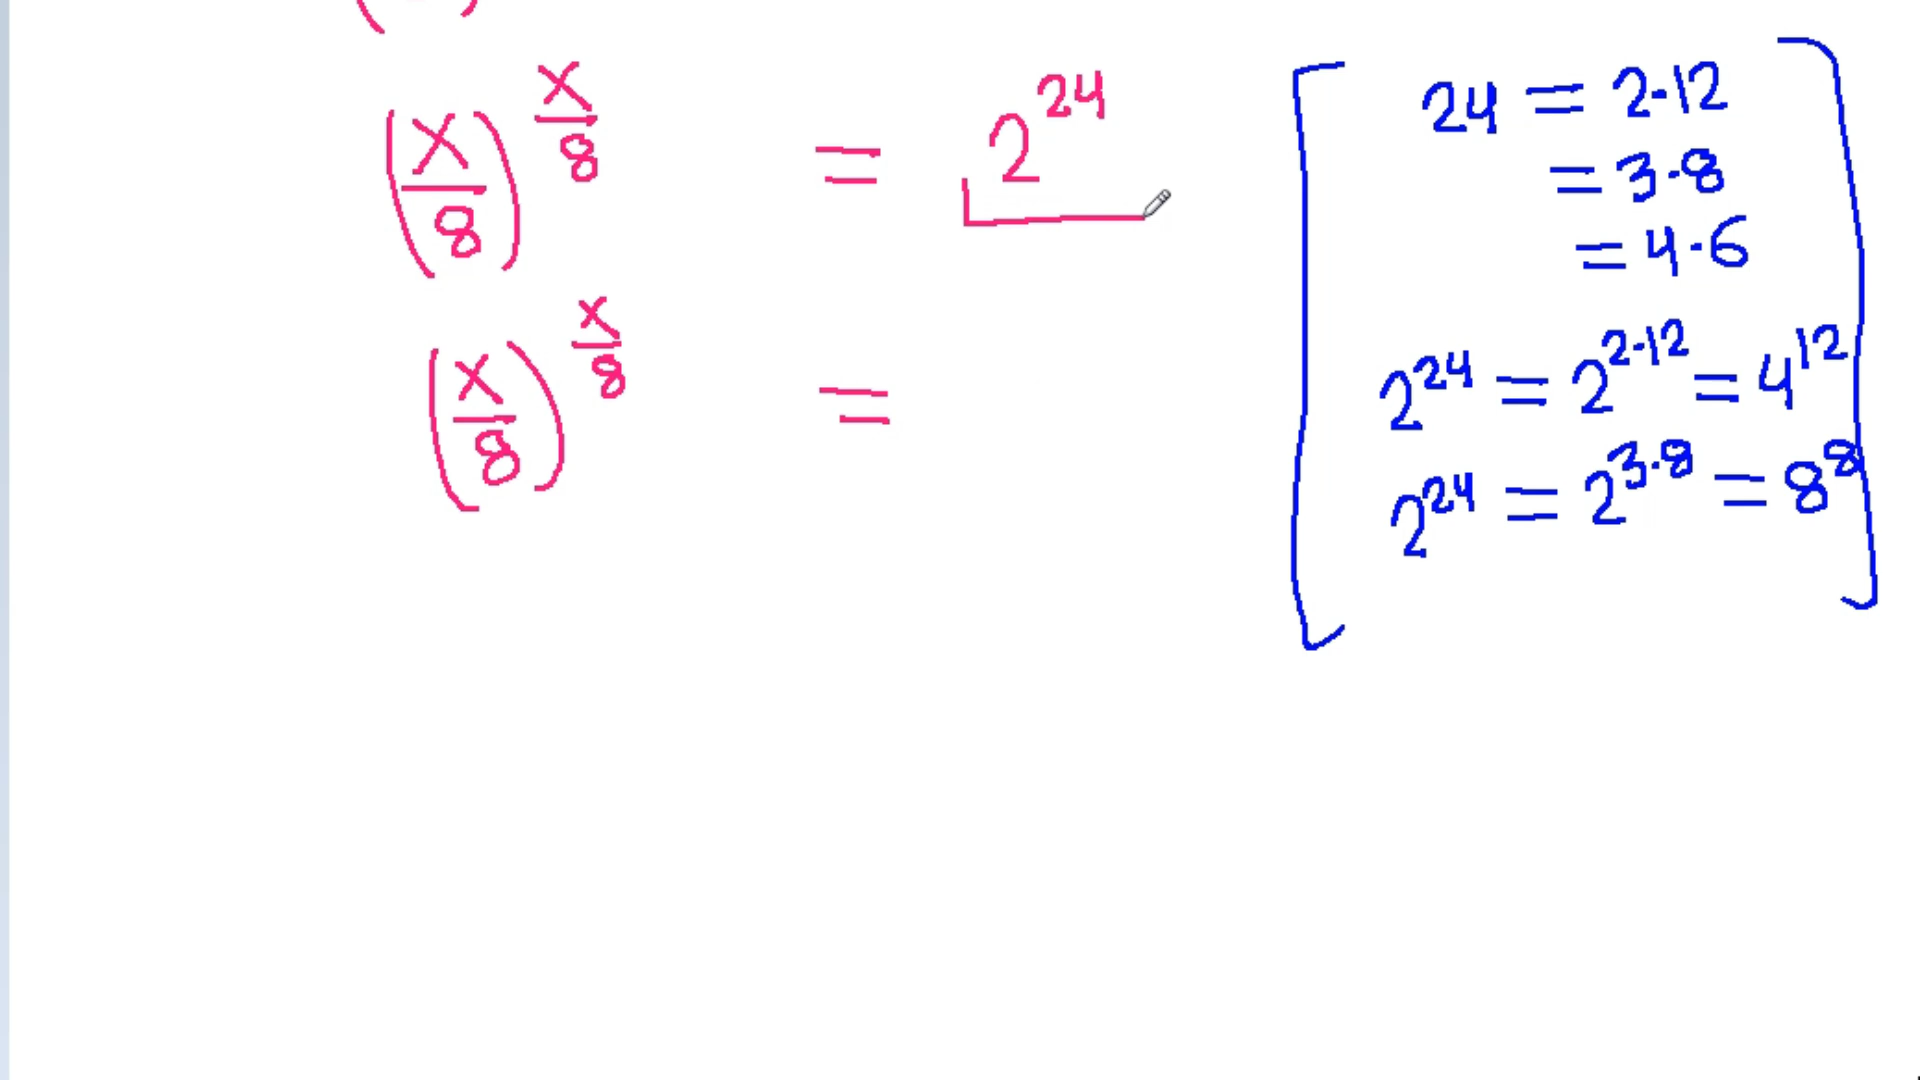 (x/8)^(x/8) = 2^24
(x/8)^(x/8) =
24 = 2·12
= 3·8
= 4·6
2^24 = 2^(2·12) = 4^12
2^24 = 2^(3·8) = 8^8